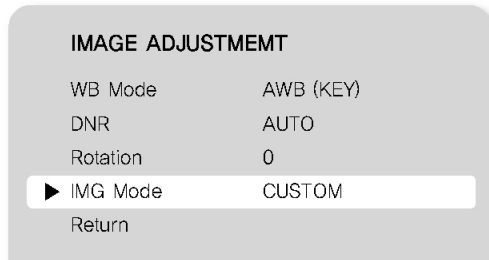 IMAGE ADJUSTMEMT
WB Mode AWB (KEY)
DNR AUTO
Rotation 0
▶ IMG Mode CUSTOM
Return